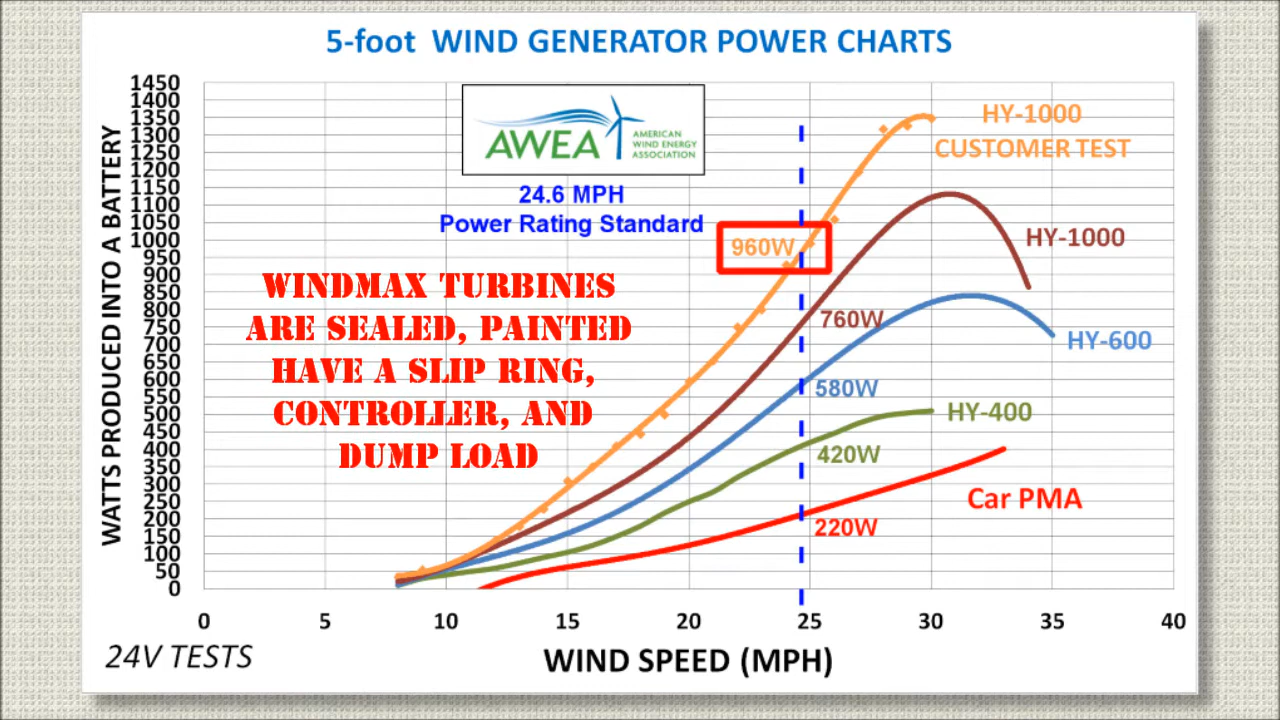 5-foot WIND GENERATOR POWER CHARTS
WATTS PRODUCED INTO A BATTERY
1450
1400
1350
1300
1250
1200
1150
1100
1050
1000
950
900
850
800
750
700
650
600
550
500
450
400
350
300
250
200
150
100
50
0
AWEA
AMERICAN
WIND ENERGY
ASSOCIATION
24.6 MPH
Power Rating Standard
HY-1000
CUSTOMER TEST
960W
HY-1000
WINDMAX TURBINES
ARE SEALED, PAINTED
HAVE A SLIP RING,
CONTROLLER, AND
DUMP LOAD
760W
HY-600
580W
HY-400
420W
Car PMA
220W
0 5 10 15 20 25 30 35 40
24V TESTS
WIND SPEED (MPH)